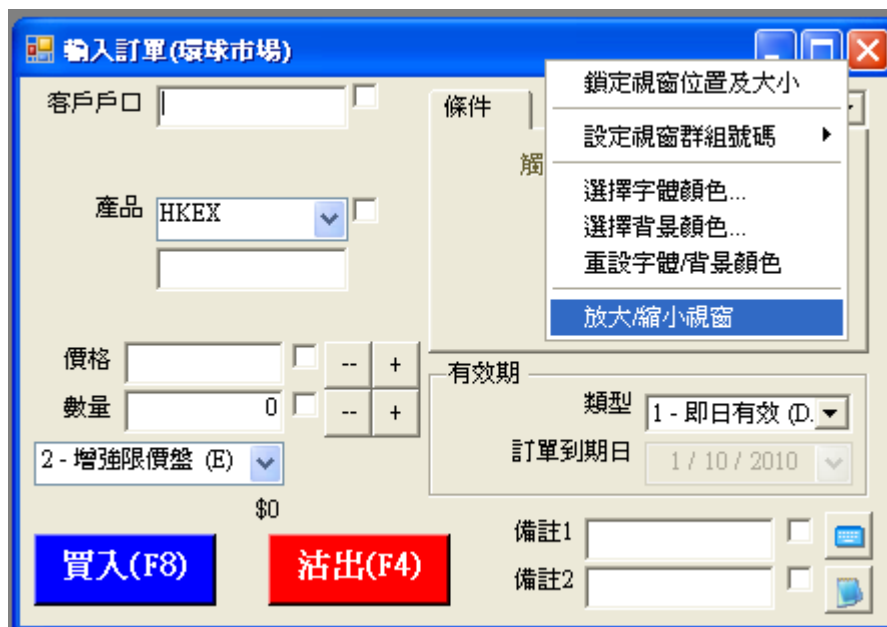 輸入訂單(環球市場)
客戶戶口
條件
觸
產品
HKEX
鎖定視窗位置及大小
設定視窗群組號碼
選擇字體顏色...
選擇背景顏色...
重設字體/背景顏色
放大/縮小視窗
價格
-- +
數量
0
-- +
2 - 增強限價盤 (E)
$0
有效期
類型
1 - 即日有效 (D.
訂單到期日
1 / 10 / 2010
買入(F8)
沽出(F4)
備註1
備註2